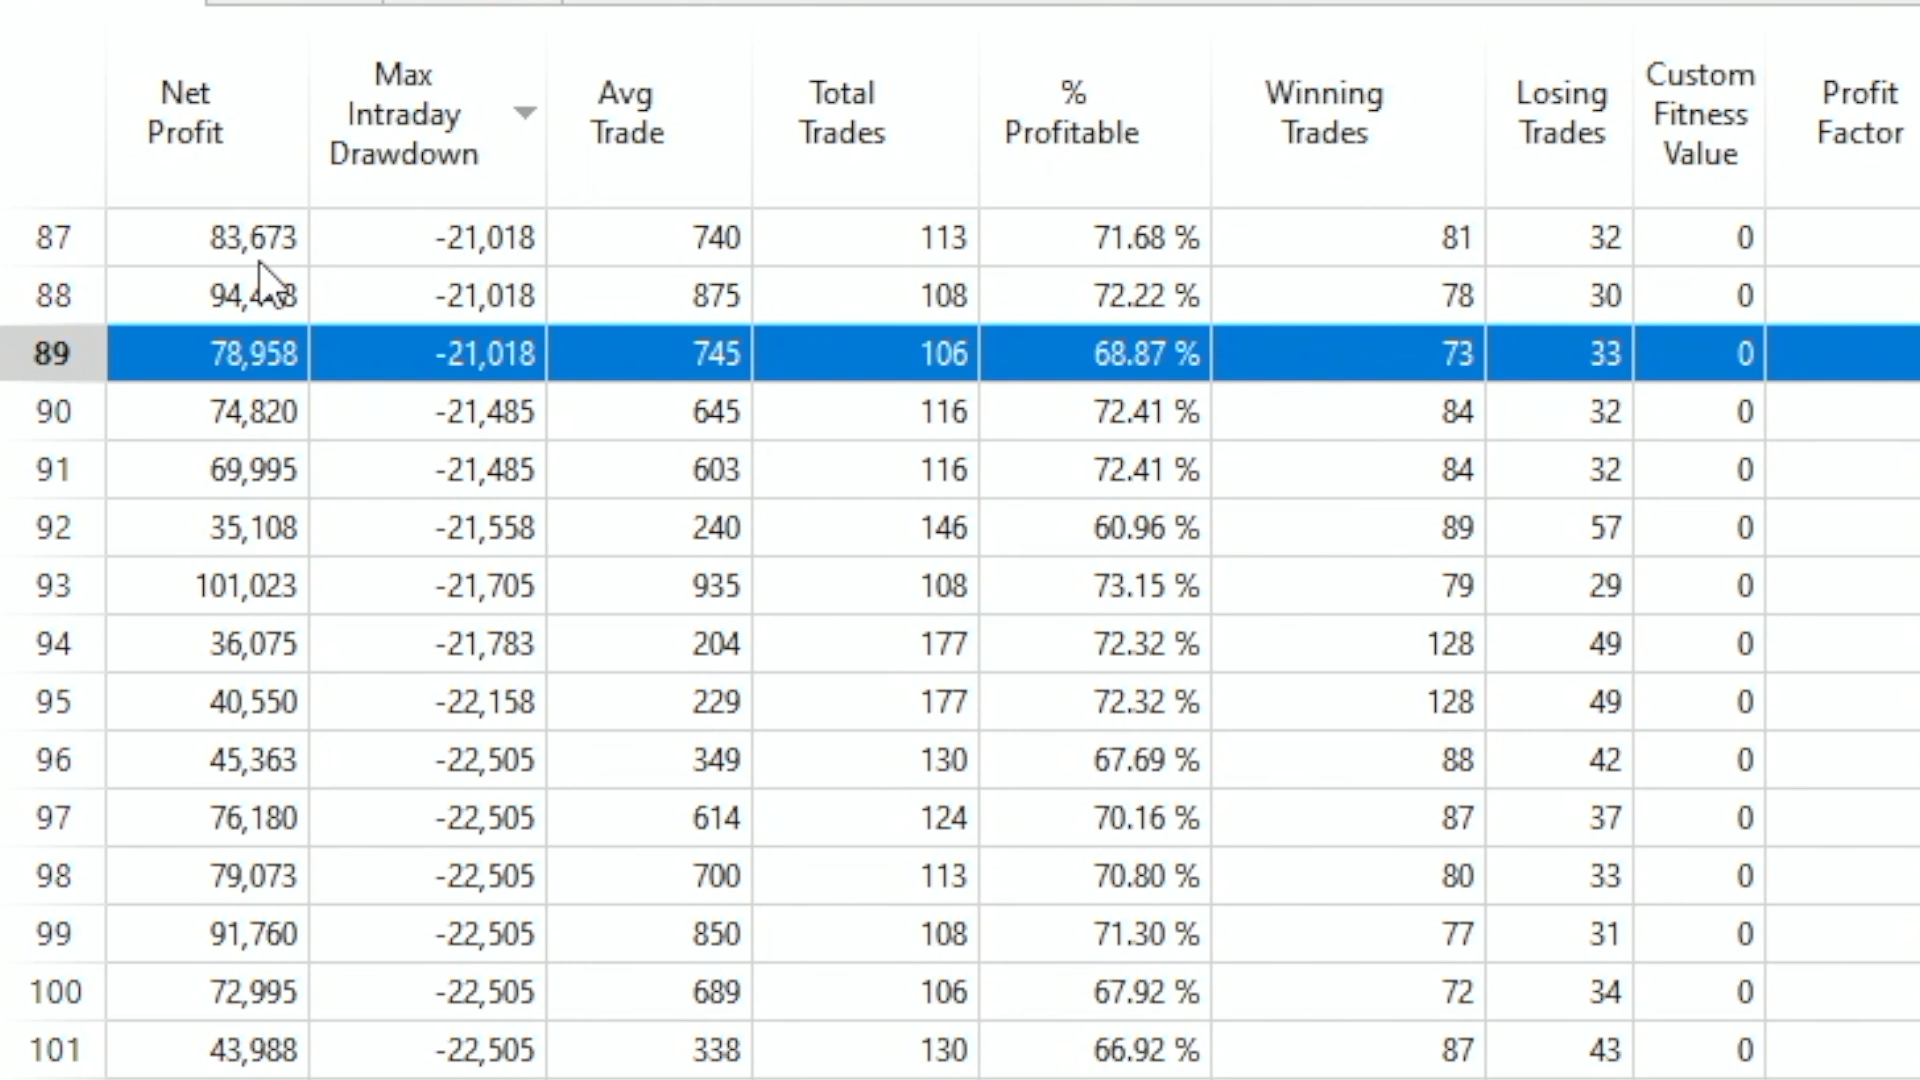 Net Profit Max Intraday Drawdown Avg Trade Total Trades % Profitable Winning Trades Losing Trades Custom Fitness Value Profit Factor
87 83,673 -21,018 740 113 71.68 % 81 32 0
88 -21,018 875 108 72.22 % 78 30 0
89 78,958 -21,018 745 106 68.87 % 73 33 0
90 74,820 -21,485 645 116 72.41 % 84 32 0
91 69,995 -21,485 603 116 72.41 % 84 32 0
92 35,108 -21,558 240 146 60.96 % 89 57 0
93 101,023 -21,705 935 108 73.15 % 79 29 0
94 36,075 -21,783 204 177 72.32 % 128 49 0
95 40,550 -22,158 229 177 72.32 % 128 49 0
96 45,363 -22,505 349 130 67.69 % 88 42 0
97 76,180 -22,505 614 124 70.16 % 87 37 0
98 79,073 -22,505 700 113 70.80 % 80 33 0
99 91,760 -22,505 850 108 71.30 % 77 31 0
100 72,995 -22,505 689 106 67.92 % 72 34 0
101 43,988 -22,505 338 130 66.92 % 87 43 0